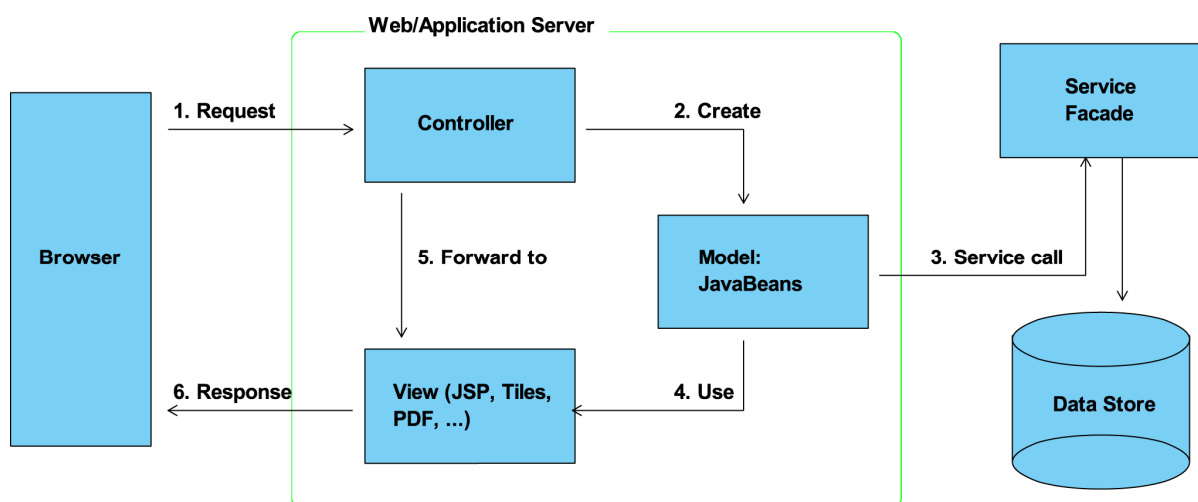 Web/Application Server
Browser
1. Request
Controller
2. Create
Service
Facade
5. Forward to
Model:
JavaBeans
3. Service call
6. Response
View (JSP, Tiles,
PDF, ...)
4. Use
Data Store